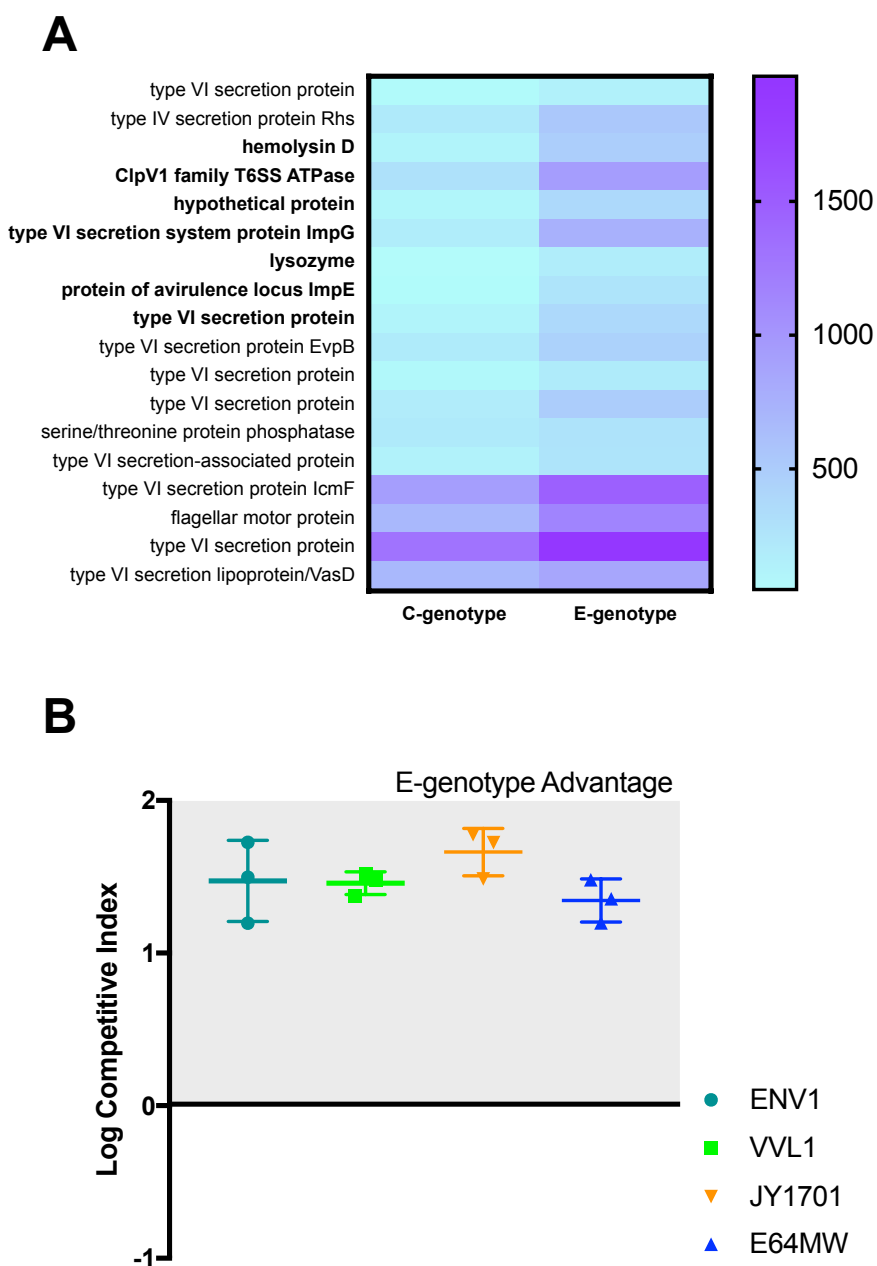 A
type VI secretion protein
type IV secretion protein Rhs
hemolysin D
ClpV1 family T6SS ATPase
hypothetical protein
type VI secretion system protein ImpG
lysozyme
protein of avirulence locus ImpE
type VI secretion protein
type VI secretion protein EvpB
type VI secretion protein
type VI secretion protein
serine/threonine protein phosphatase
type VI secretion-associated protein
type VI secretion protein IcmF
flagellar motor protein
type VI secretion protein
type VI secretion lipoprotein/VasD
C-genotype E-genotype
1500
1000
500
B
E-genotype Advantage
Log Competitive Index
2
1
0
-1
ENV1
VVL1
JY1701
E64MW